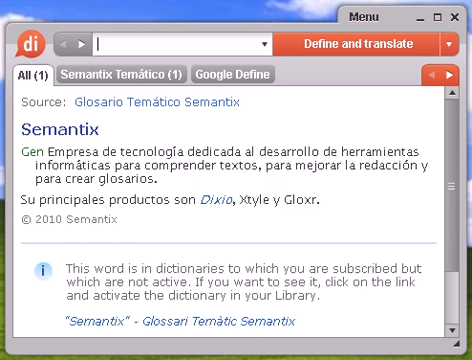 Menu
di
Define and translate
All (1)
Semantix Temático (1)
Google Define
Source: Glosario Temático Semantix
Semantix
Gen Empresa de tecnología dedicada al desarrollo de herramientas
informáticas para comprender textos, para mejorar la redacción y
para crear glosarios.
Su principales productos son Dixio, Xtyle y Gloxr.
© 2010 Semantix
i
This word is in dictionaries to which you are subscribed but
which are not active. If you want to see it, click on the link
and activate the dictionary in your Library.
"Semantix" - Glossari Temàtic Semantix